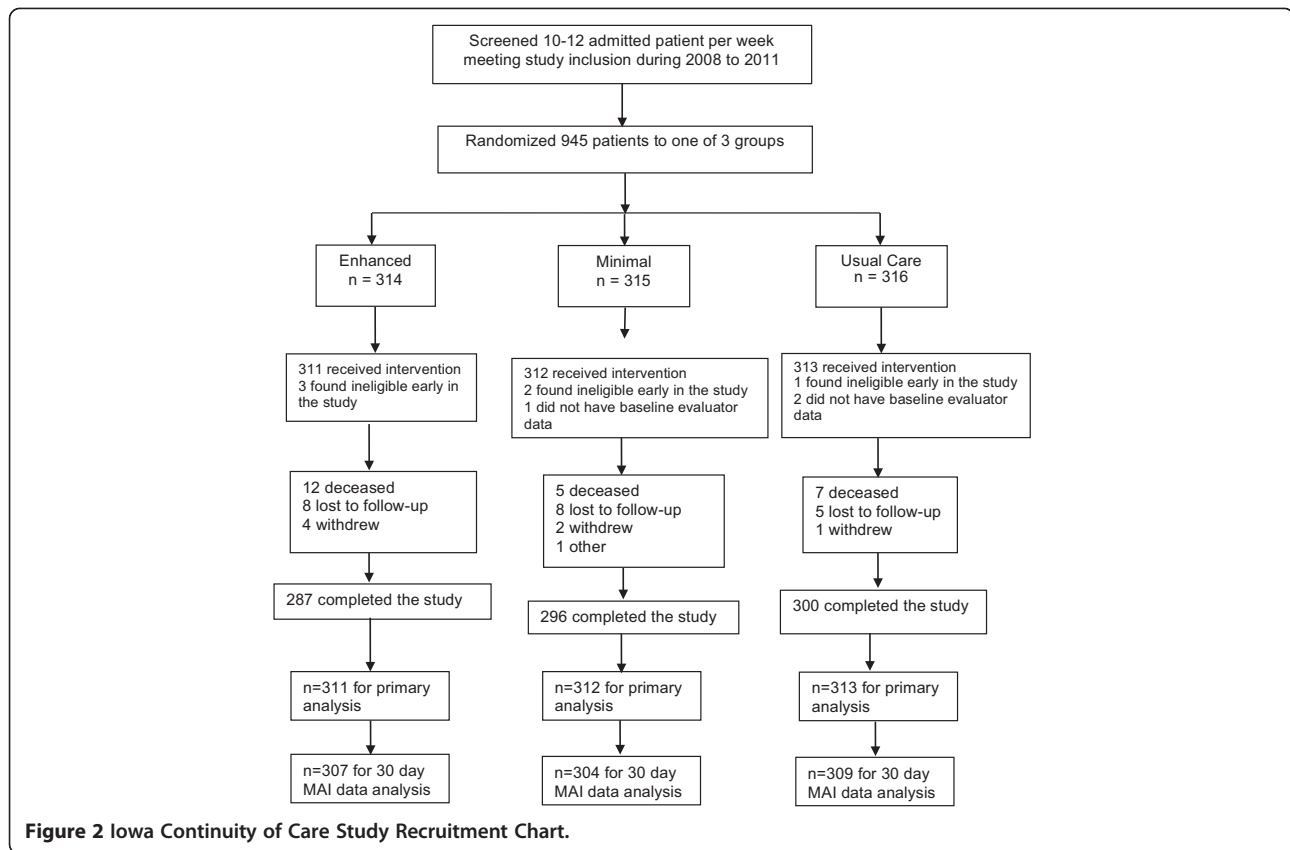 Screened 10-12 admitted patient per week
meeting study inclusion during 2008 to 2011
Randomized 945 patients to one of 3 groups
Enhanced
n = 314
Minimal
n = 315
Usual Care
n = 316
311 received intervention
3 found ineligible early in
the study
312 received intervention
2 found ineligible early in the study
1 did not have baseline evaluator
data
313 received intervention
1 found ineligible early in the study
2 did not have baseline evaluator
data
12 deceased
8 lost to follow-up
4 withdrew
5 deceased
8 lost to follow-up
2 withdrew
1 other
7 deceased
5 lost to follow-up
1 withdrew
287 completed the study
296 completed the study
300 completed the study
n=311 for primary
analysis
n=312 for primary
analysis
n=313 for primary
analysis
n=307 for 30 day
MAI data analysis
n=304 for 30 day
MAI data analysis
n=309 for 30 day
MAI data analysis
Figure 2 Iowa Continuity of Care Study Recruitment Chart.